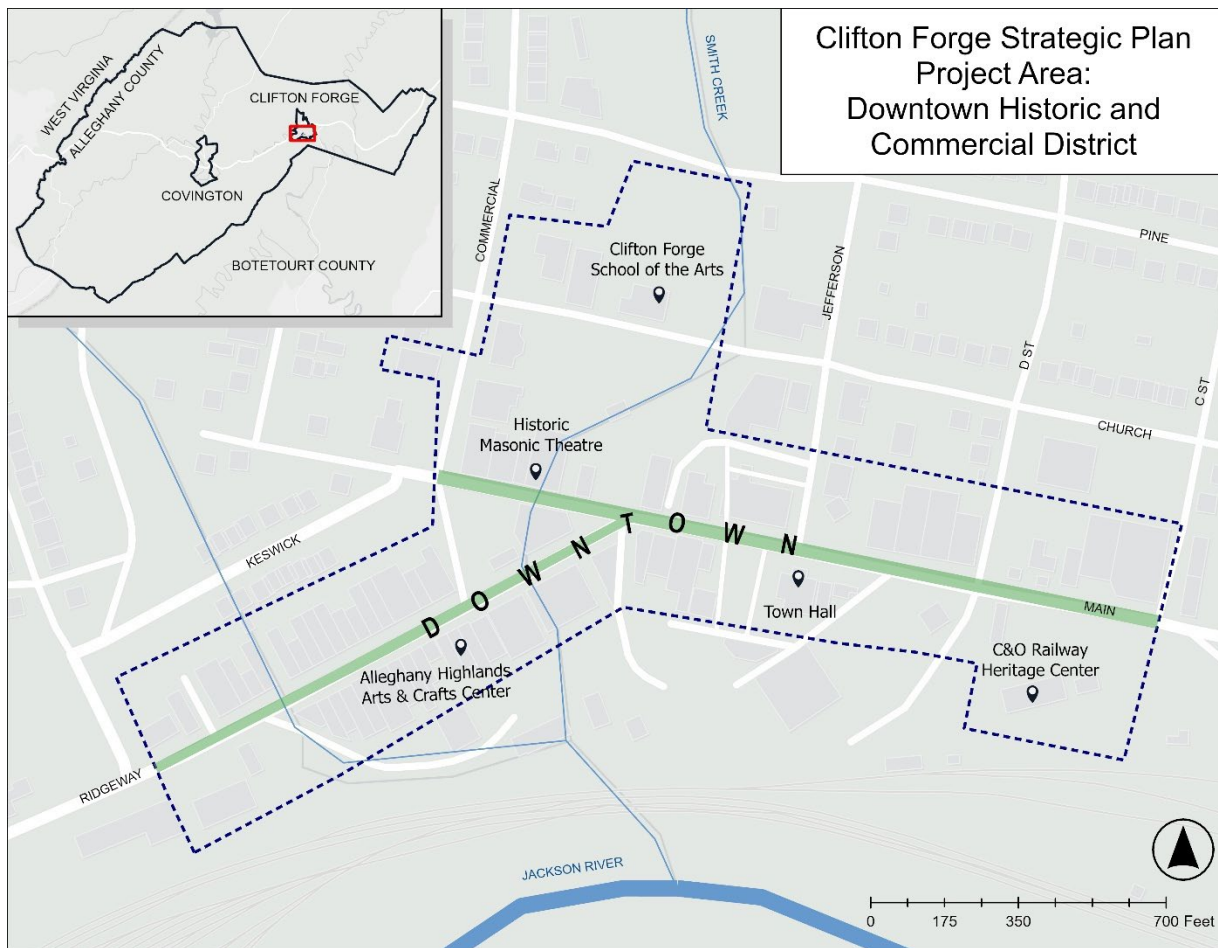 Clifton Forge Strategic Plan
Project Area:
Downtown Historic and
Commercial District
WEST VIRGINIA
ALLEGHANY COUNTY
CLIFTON FORGE
COVINGTON
BOTETOURT COUNTY
SMITH CREEK
COMMERCIAL
PINE
Clifton Forge
School of the Arts
JEFFERSON
D ST
C ST
CHURCH
Historic
Masonic Theatre
KESWICK
DOWNTOWN
MAIN
Town Hall
Alleghany Highlands
Arts & Crafts Center
C&O Railway
Heritage Center
RIDGEWAY
JACKSON RIVER
0 175 350 700 Feet